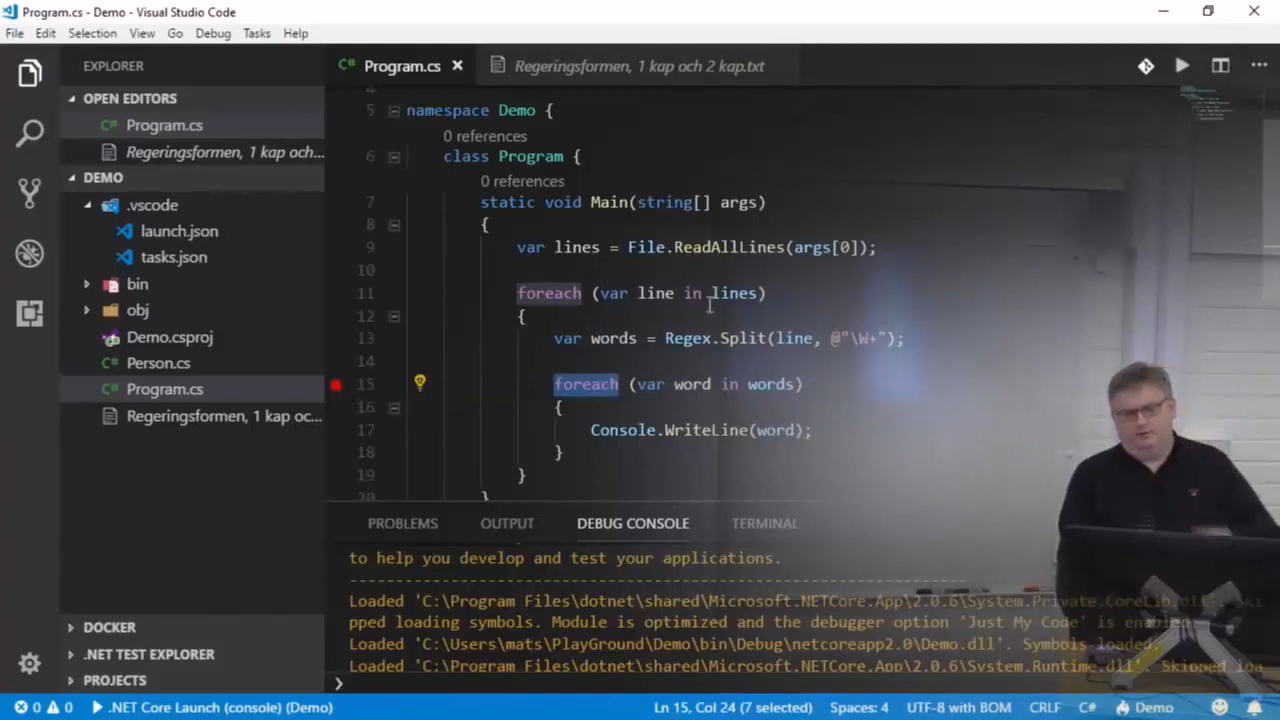 Program.cs - Demo - Visual Studio Code
File Edit Selection View Go Debug Tasks Help
EXPLORER
OPEN EDITORS
Program.cs
Regeringsformen, 1 kap och...
DEMO
.vscode
launch.json
tasks.json
bin
obj
Demo.csproj
Person.cs
Program.cs
Regeringsformen, 1 kap oc...
DOCKER
.NET TEST EXPLORER
PROJECTS
Program.cs
Regeringsformen, 1 kap och 2 kap.txt
5 namespace Demo {
0 references
6 class Program {
0 references
7 static void Main(string[] args)
8 {
9 var lines = File.ReadAllLines(args[0]);
10
11 foreach (var line in lines)
12 {
13 var words = Regex.Split(line, @"\W+");
14
15 foreach (var word in words)
16 {
17 Console.WriteLine(word);
18 }
19 }
20 }
PROBLEMS OUTPUT DEBUG CONSOLE TERMINAL
to help you develop and test your applications.
-------------------------------------------------------------------
Loaded 'C:\Program Files\dotnet\shared\Microsoft.NETCore.App\2.0.6\System.Private.CoreLib.dll'. Ski
pped loading symbols. Module is optimized and the debugger option 'Just My Code' is enabled.
Loaded 'C:\Users\mats\PlayGround\Demo\bin\Debug\netcoreapp2.0\Demo.dll'. Symbols loaded.
Loaded 'C:\Program Files\dotnet\shared\Microsoft.NETCore.App\2.0.6\System.Runtime.dll'. Skipped loa
0 0 .NET Core Launch (console) (Demo) Ln 15, Col 24 (7 selected) Spaces: 4 UTF-8 with BOM CRLF C# Demo